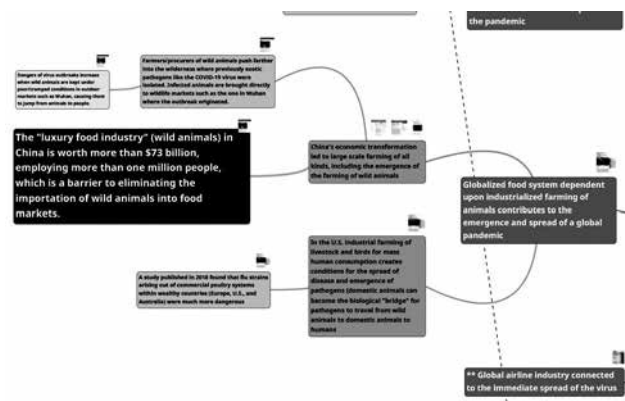 the pandemic
Farmers/procurers of wild animals push farther
into the wilderness where previously exotic
pathogens like the COVID-19 virus were
isolated. Infected animals are brought directly
to wildlife markets such as the one in Wuhan
where the outbreak originated.
Dangers of virus outbreaks increase
when wild animals are kept under
poor/cramped conditions in outdoor
markets such as Wuhan, causing them
to jump from animals to people
The "luxury food industry" (wild animals) in
China is worth more than $73 billion,
employing more than one million people,
which is a barrier to eliminating the
importation of wild animals into food
markets.
China's economic transformation
led to large scale farming of all
kinds, including the emergence of
the farming of wild animals
Globalized food system dependent
upon industrialized farming of
animals contributes to the
emergence and spread of a global
pandemic
In the U.S. industrial farming of
livestock and birds for mass
human consumption creates
conditions for the spread of
disease and emergence of
pathogens (domestic animals can
become the biological "bridge" for
pathogens to travel from wild
animals to domestic animals to
humans
A study published in 2018 found that flu strains
arising out of commercial poultry systems
within wealthy countries (Europe, U.S., and
Australia) were much more dangerous
** Global airline industry connected
to the immediate spread of the virus